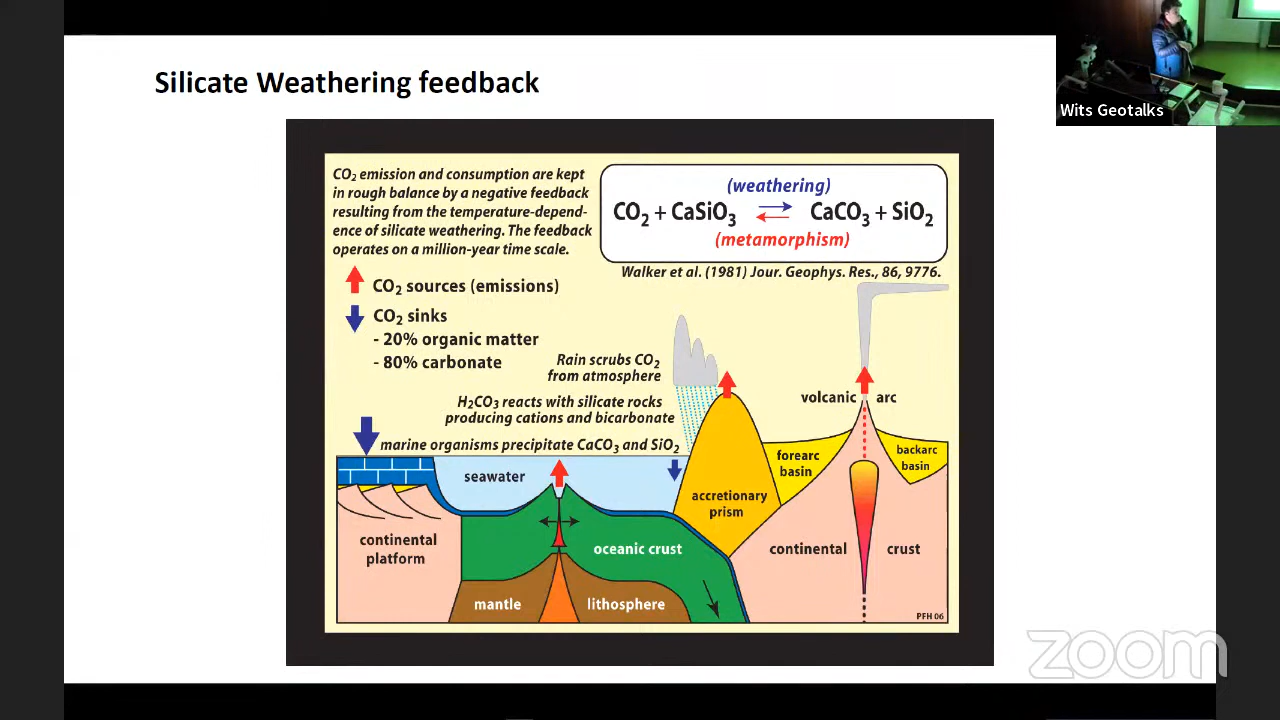 Silicate Weathering feedback
Wits Geotalks
CO₂ emission and consumption are kept
in rough balance by a negative feedback
resulting from the temperature-depend-
ence of silicate weathering. The feedback
operates on a million-year time scale.
(weathering)
CO₂ + CaSiO₃ ⇄ CaCO₃ + SiO₂
(metamorphism)
Walker et al. (1981) Jour. Geophys. Res., 86, 9776.
CO₂ sources (emissions)
CO₂ sinks
- 20% organic matter
- 80% carbonate
Rain scrubs CO₂
from atmosphere
H₂CO₃ reacts with silicate rocks
producing cations and bicarbonate
marine organisms precipitate CaCO₃ and SiO₂
volcanic arc
seawater
forearc
basin
backarc
basin
accretionary
prism
continental
platform
oceanic crust
continental crust
mantle lithosphere
PFH 06
zoom